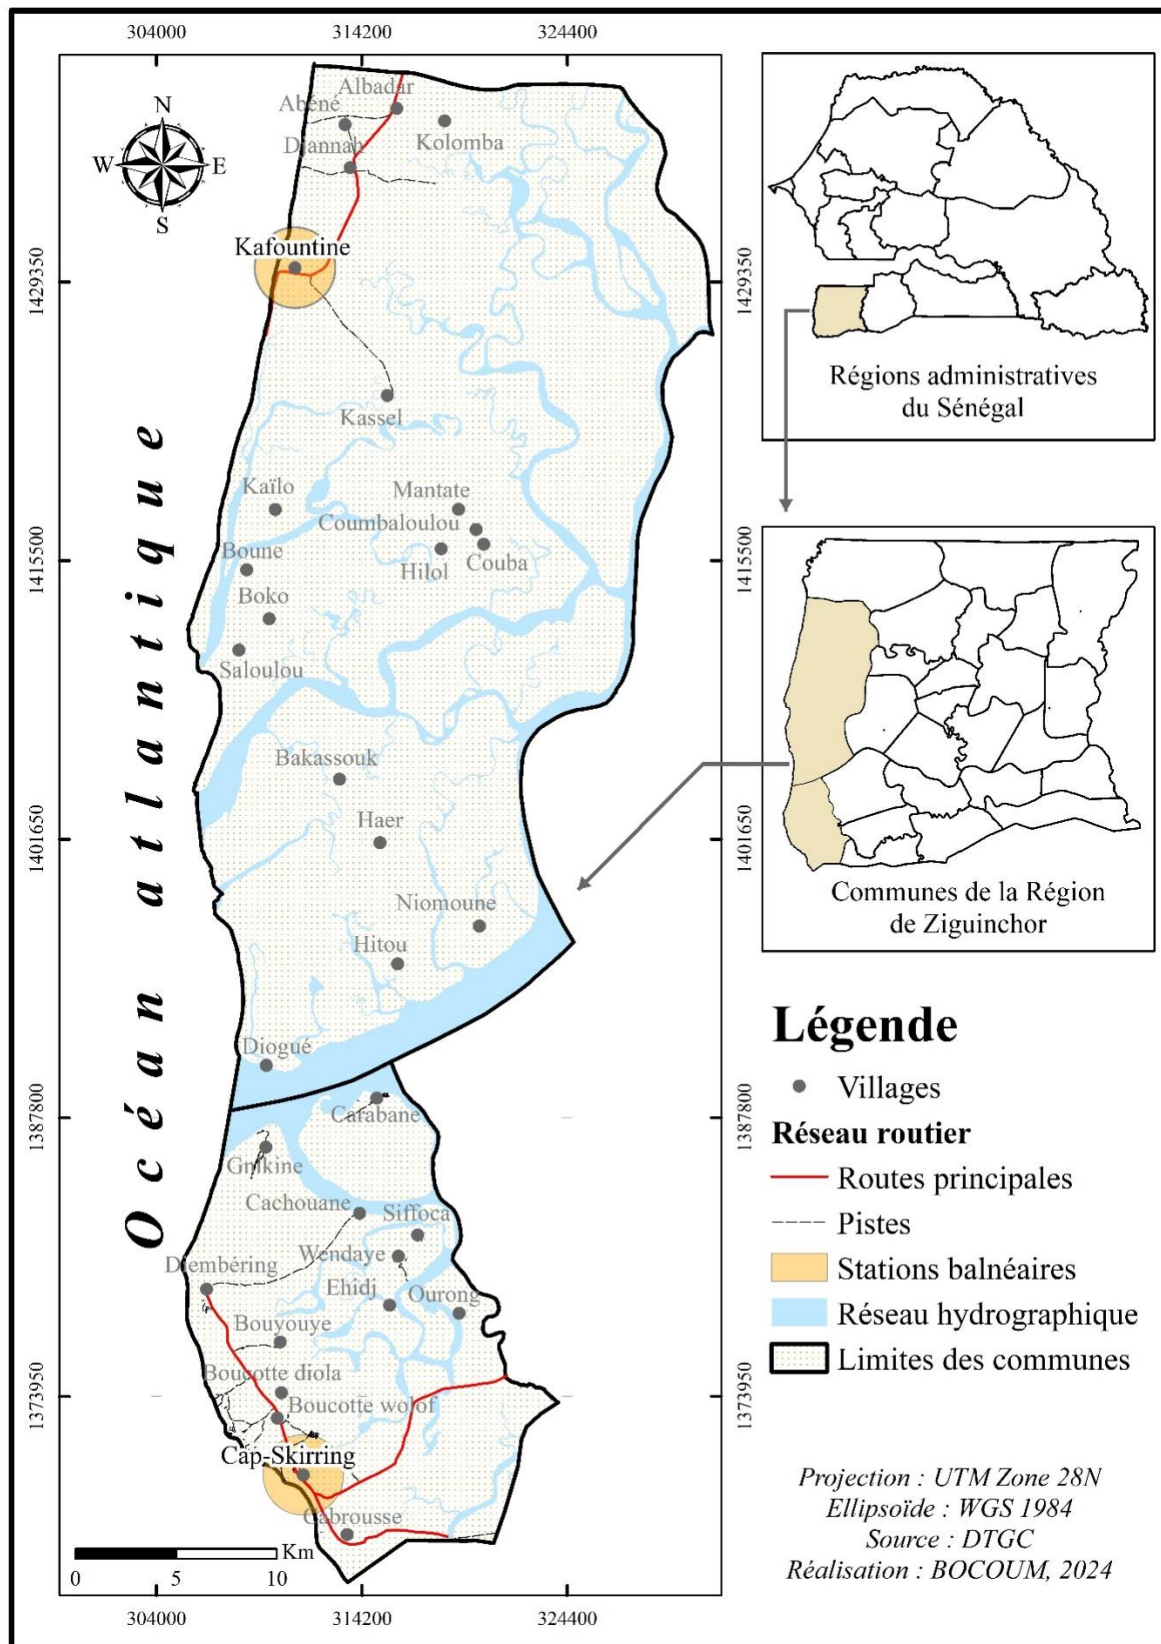 304000
314200
324400
N
W
E
S
Albadar
Abéné
Kolomba
Djannah
Kafountine
Kassel
Kaïlo
Mantate
Coumbaloulou
Boune
Hilol
Couba
Boko
Saloulou
Bakassouk
Haer
Niomoune
Hitou
Diogué
Carabane
Gnikine
Cachouane
Siffoca
Wendaye
Diembéring
Ehidj
Ourong
Bouyouye
Boucotte diola
Boucotte wolof
Cap-Skirring
Cabrousse
Océan atlantique
1429350
1415500
1401650
1387800
1373950
1429350
1415500
1401650
1387800
1373950
Km
0
5
10
304000
314200
324400
Régions administratives
du Sénégal
Communes de la Région
de Ziguinchor
Légende
Villages
Réseau routier
Routes principales
Pistes
Stations balnéaires
Réseau hydrographique
Limites des communes
Projection : UTM Zone 28N
Ellipsoïde : WGS 1984
Source : DTGC
Réalisation : BOCOUM, 2024